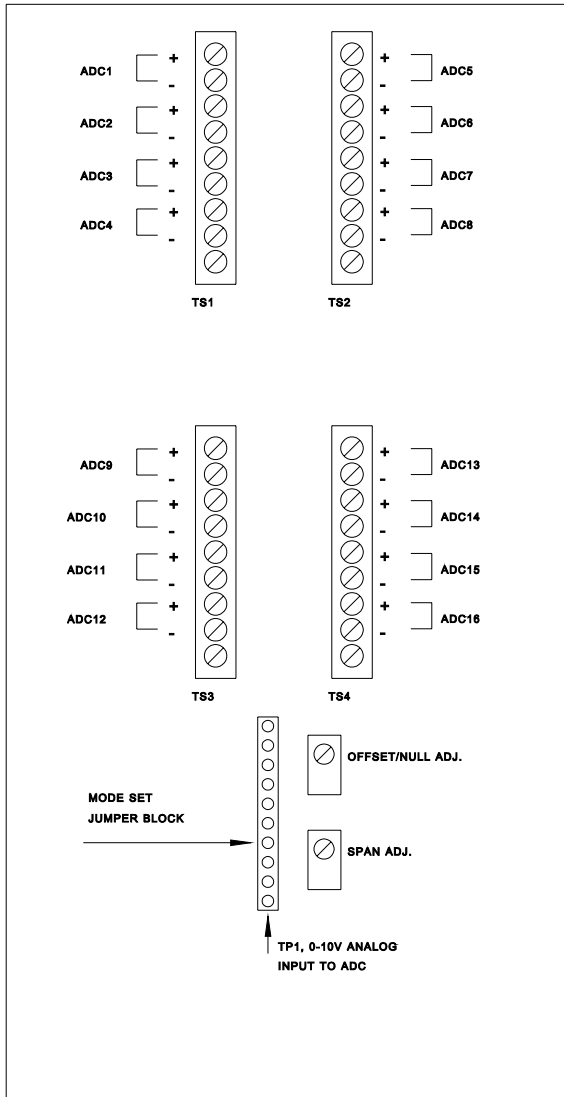 ADC1 + -
ADC2 + -
ADC3 + -
ADC4 + -
TS1
+ - ADC5
+ - ADC6
+ - ADC7
+ - ADC8
TS2
ADC9 + -
ADC10 + -
ADC11 + -
ADC12 + -
TS3
+ - ADC13
+ - ADC14
+ - ADC15
+ - ADC16
TS4
OFFSET/NULL ADJ.
MODE SET
JUMPER BLOCK
SPAN ADJ.
TP1, 0-10V ANALOG
INPUT TO ADC